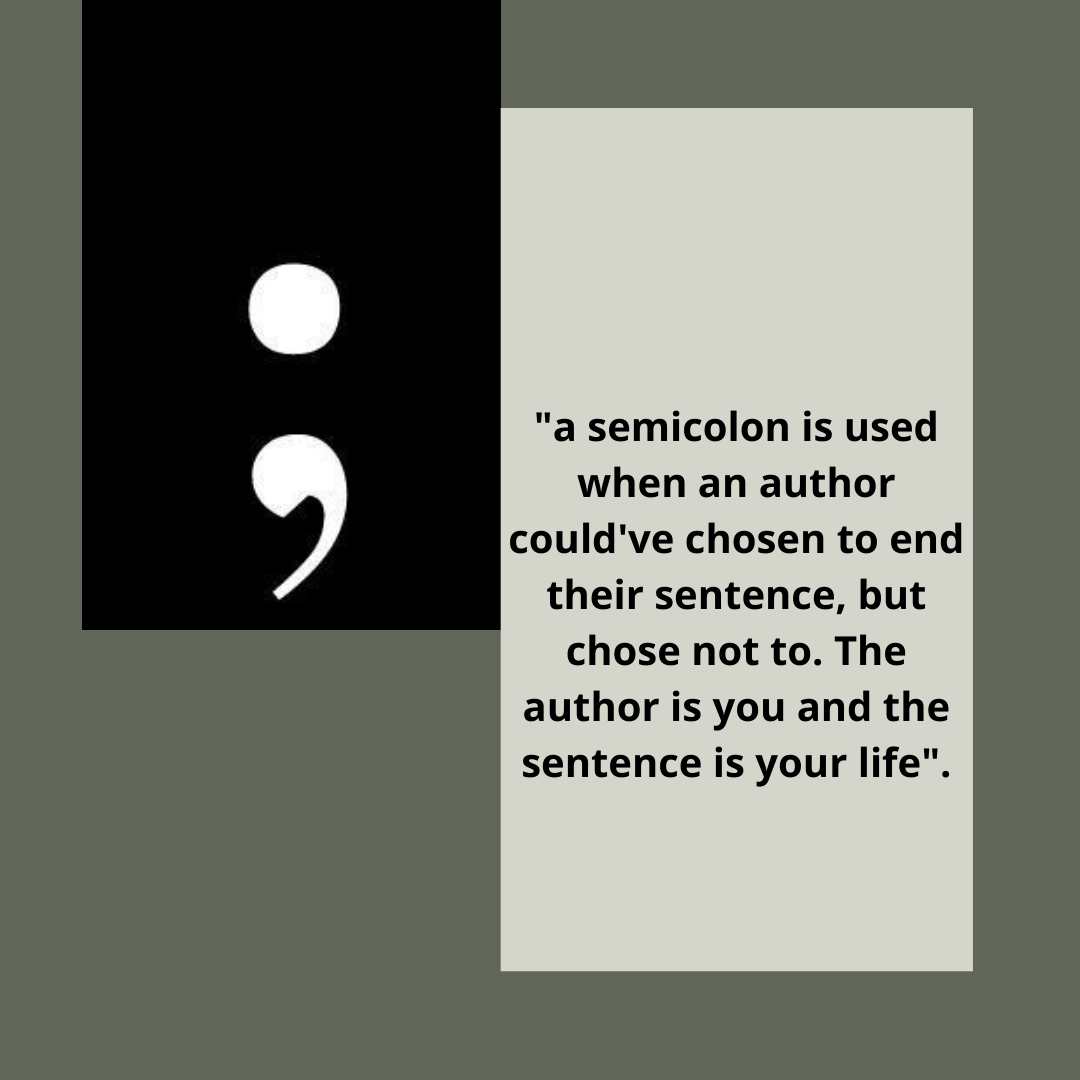 ;
"a semicolon is used
when an author
could've chosen to end
their sentence, but
chose not to. The
author is you and the
sentence is your life".